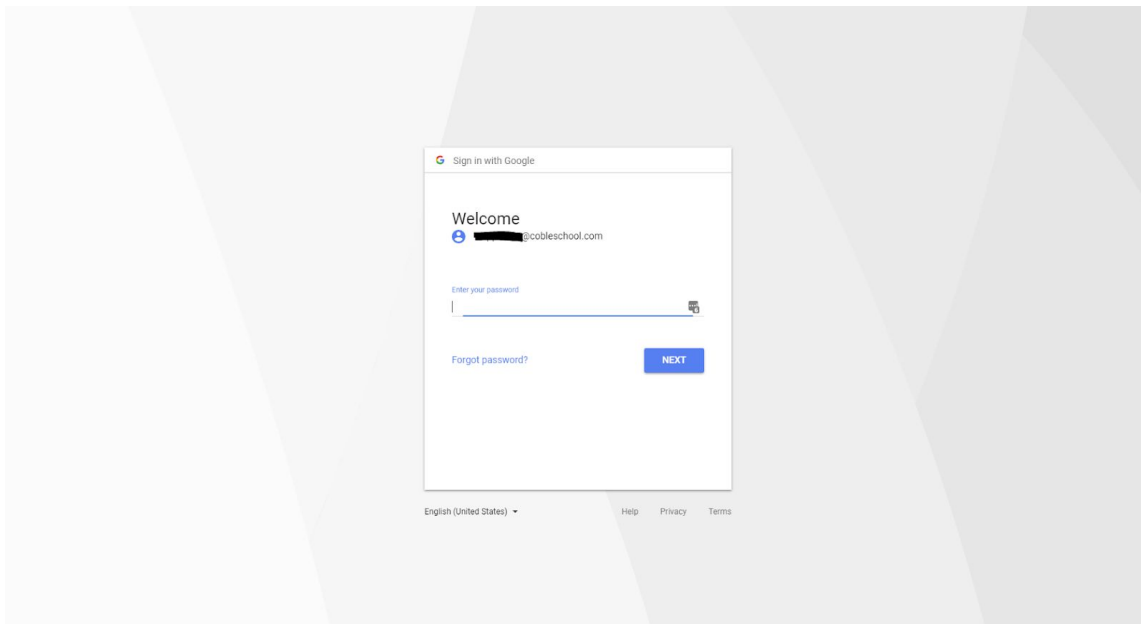 Sign in with Google
Welcome
@cobleschool.com
Enter your password
Forgot password?
NEXT
English (United States)
Help Privacy Terms